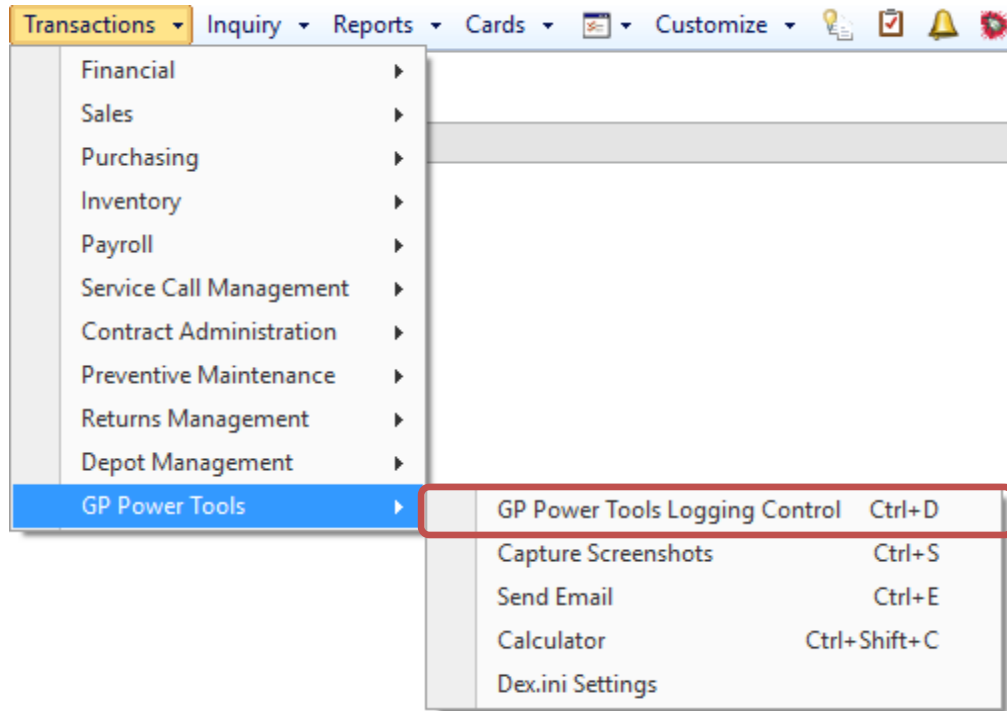 Transactions Inquiry Reports Cards Customize
Financial
Sales
Purchasing
Inventory
Payroll
Service Call Management
Contract Administration
Preventive Maintenance
Returns Management
Depot Management
GP Power Tools
GP Power Tools Logging Control Ctrl+D
Capture Screenshots Ctrl+S
Send Email Ctrl+E
Calculator Ctrl+Shift+C
Dex.ini Settings